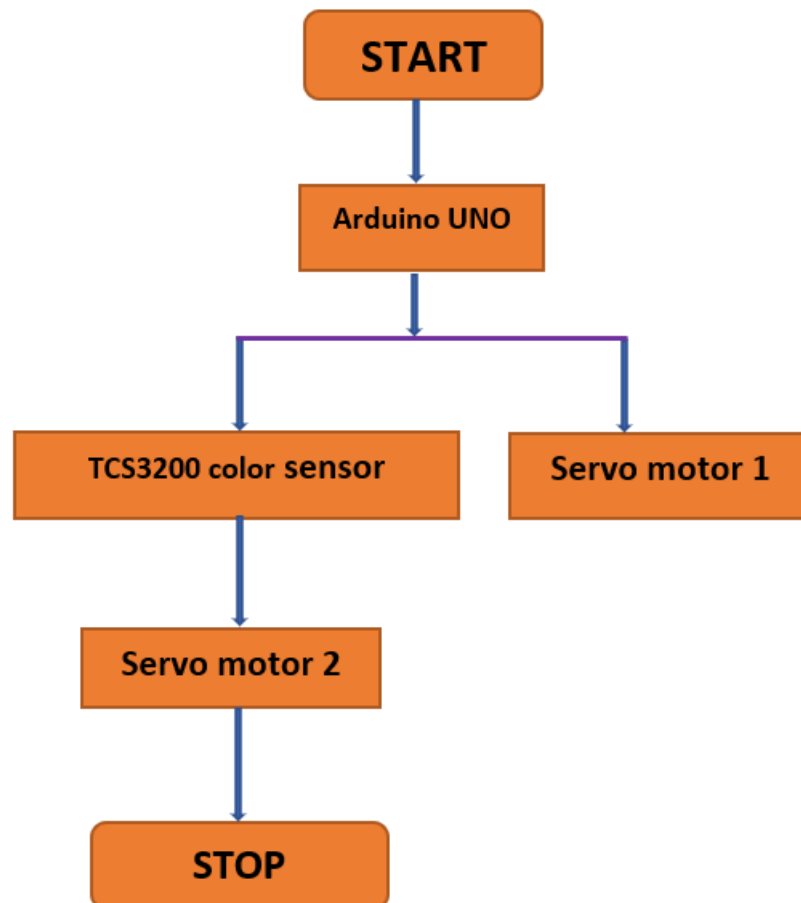 START
Arduino UNO
TCS3200 color sensor
Servo motor 1
Servo motor 2
STOP